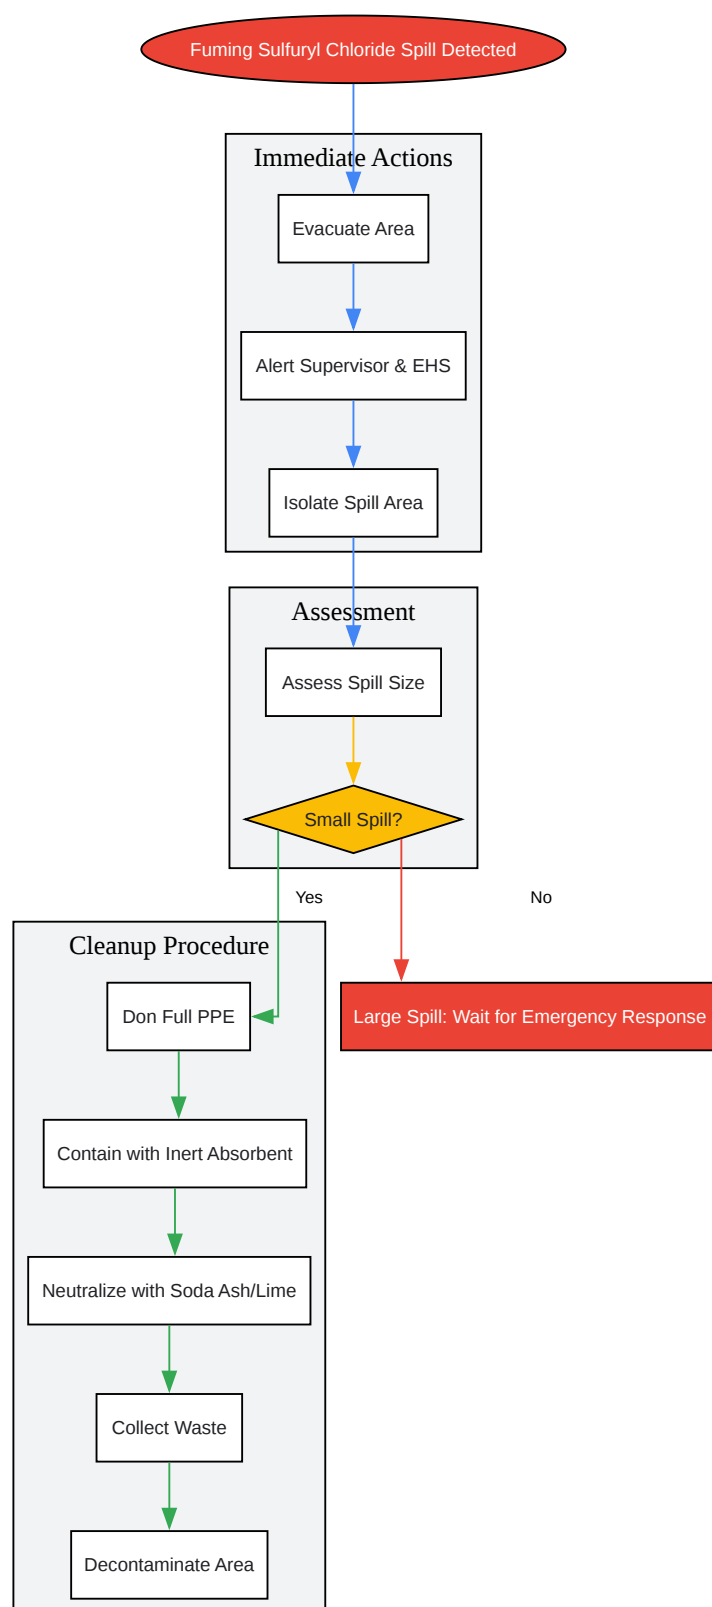 Fuming Sulfuryl Chloride Spill Detected
Immediate Actions
Evacuate Area
Alert Supervisor & EHS
Isolate Spill Area
Assessment
Assess Spill Size
Small Spill?
Yes
No
Cleanup Procedure
Don Full PPE
Large Spill: Wait for Emergency Response
Contain with Inert Absorbent
Neutralize with Soda Ash/Lime
Collect Waste
Decontaminate Area